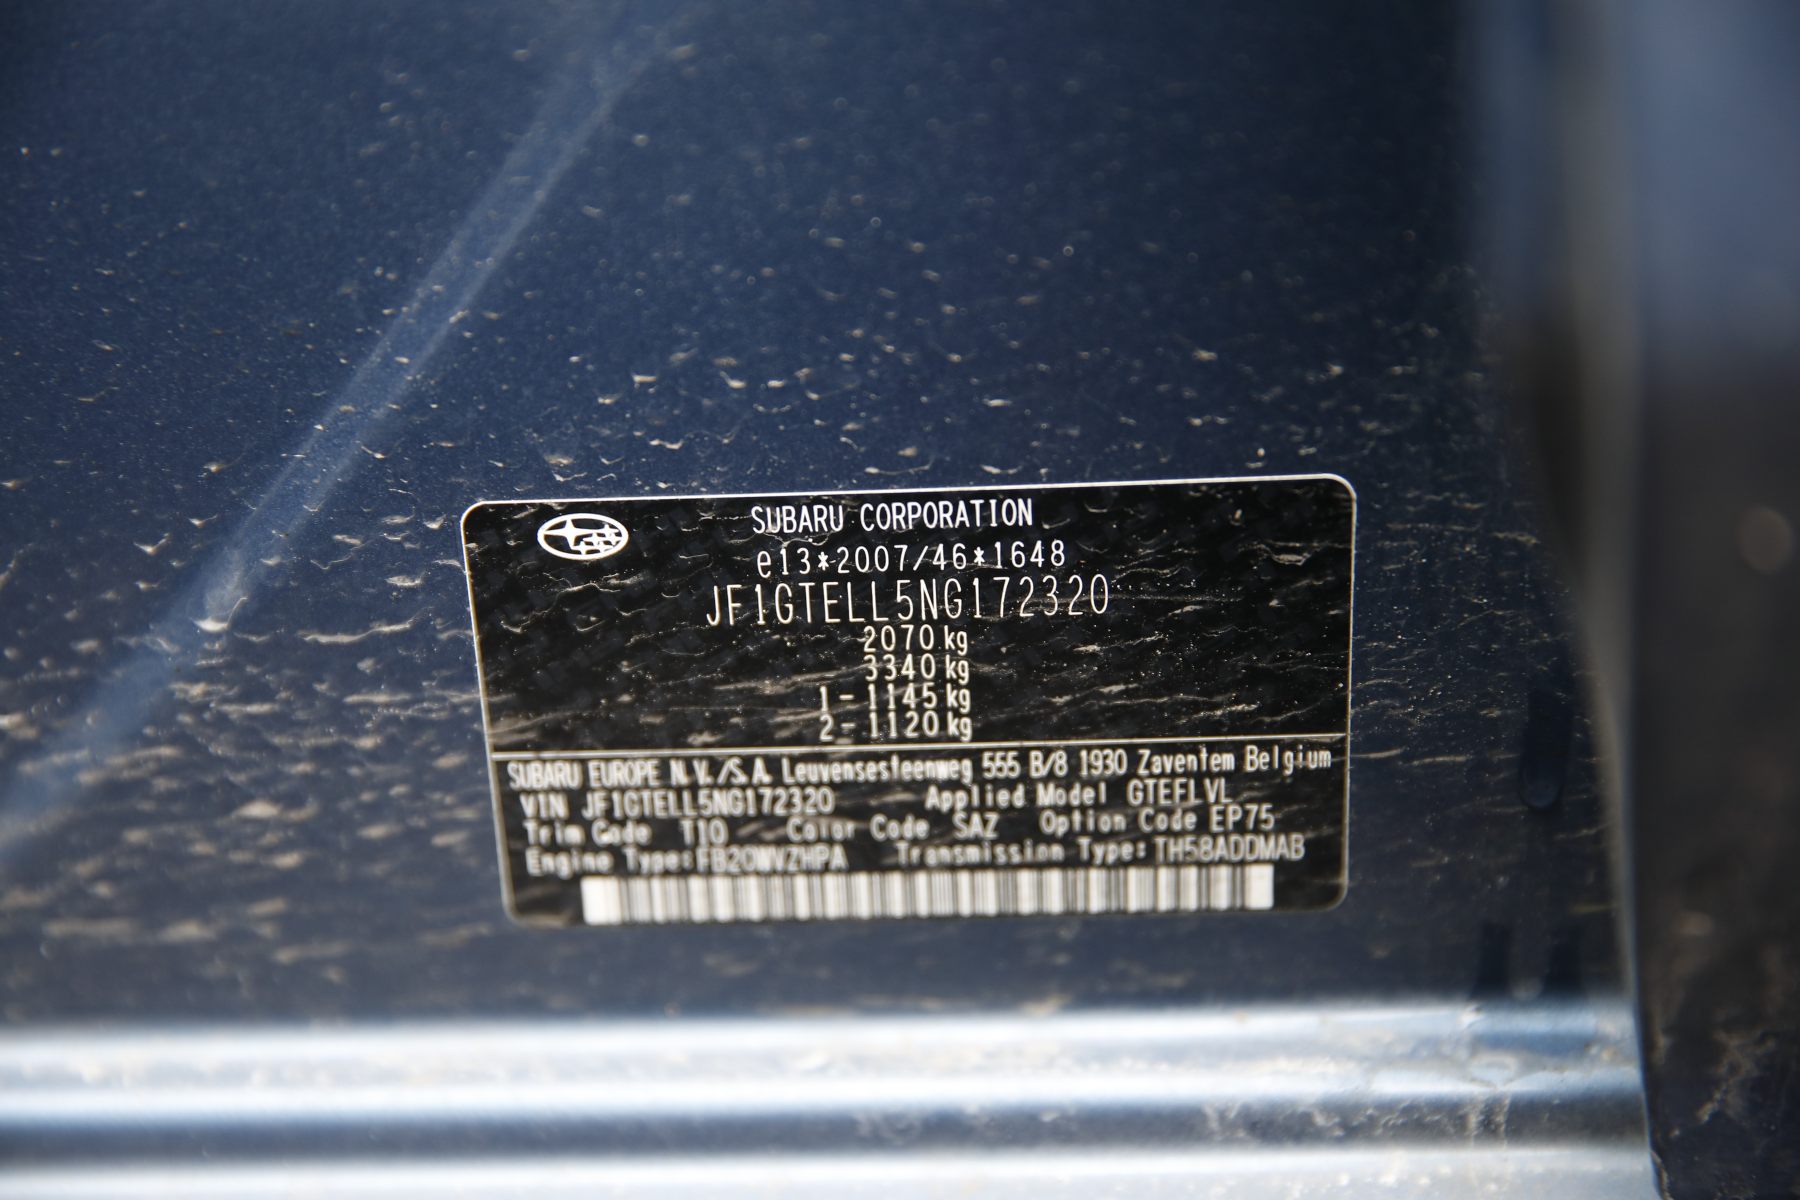 SUBARU CORPORATION
e13*2007/46*1648
JF1GTELL5NG172320
2070 kg
3340 kg
1 - 1145 kg
2 - 1120 kg
SUBARU EUROPE N.V./S.A. Leuvensesteenweg 555 B/8 1930 Zaventem Belgium
VIN JF1GTELL5NG172320 Applied Model GTEFLVL
Trim Code T10 Color Code SAZ Option Code EP75
Engine Type: FB20WVZHPA Transmission Type: TH58ADDMAB